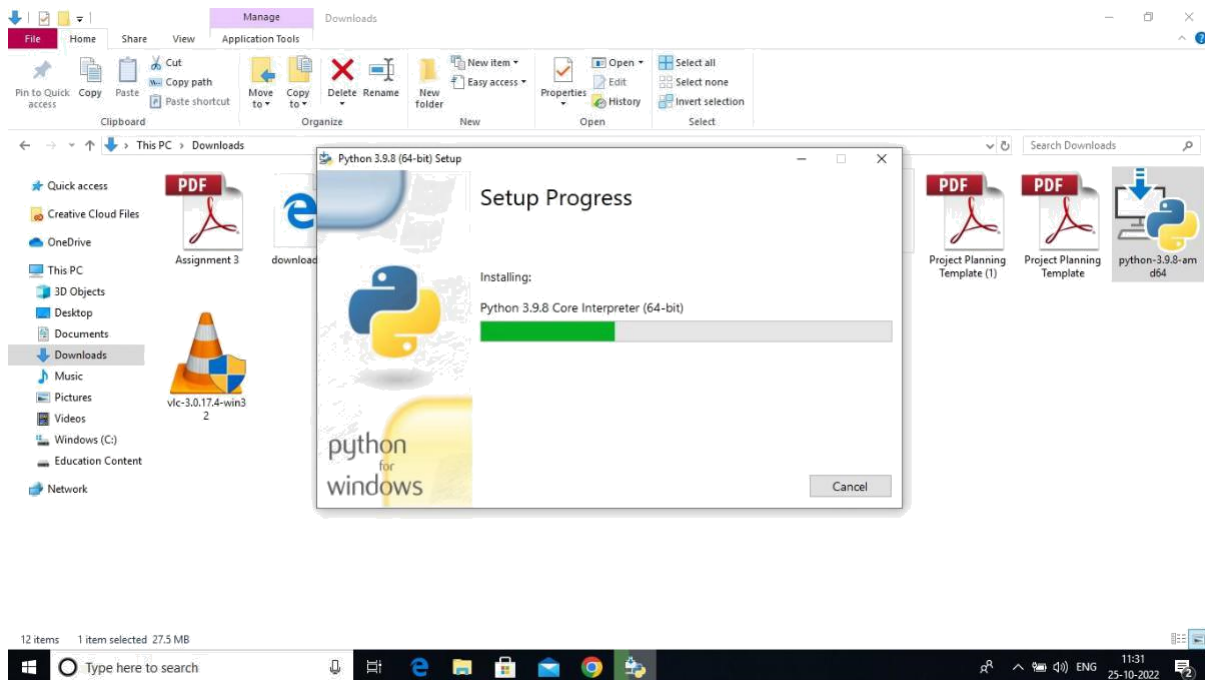 Manage
Downloads
File
Home
Share
View
Application Tools
Pin to Quick
access
Copy
Paste
Cut
Copy path
Paste shortcut
Clipboard
Move
to
Copy
to
Delete
Rename
Organize
New
folder
New item
Easy access
New
Properties
Open
Edit
History
Open
Select all
Select none
Invert selection
Select
This PC > Downloads
Search Downloads
Quick access
Creative Cloud Files
OneDrive
This PC
3D Objects
Desktop
Documents
Downloads
Music
Pictures
Videos
Windows (C:)
Education Content
Network
PDF
Assignment 3
download
vlc-3.0.17.4-win3
2
Python 3.9.8 (64-bit) Setup
Setup Progress
Installing:
Python 3.9.8 Core Interpreter (64-bit)
python
for
windows
Cancel
PDF
Project Planning
Template (1)
PDF
Project Planning
Template
python-3.9.8-am
d64
12 items
1 item selected 27.5 MB
Type here to search
ENG
11:31
25-10-2022
2